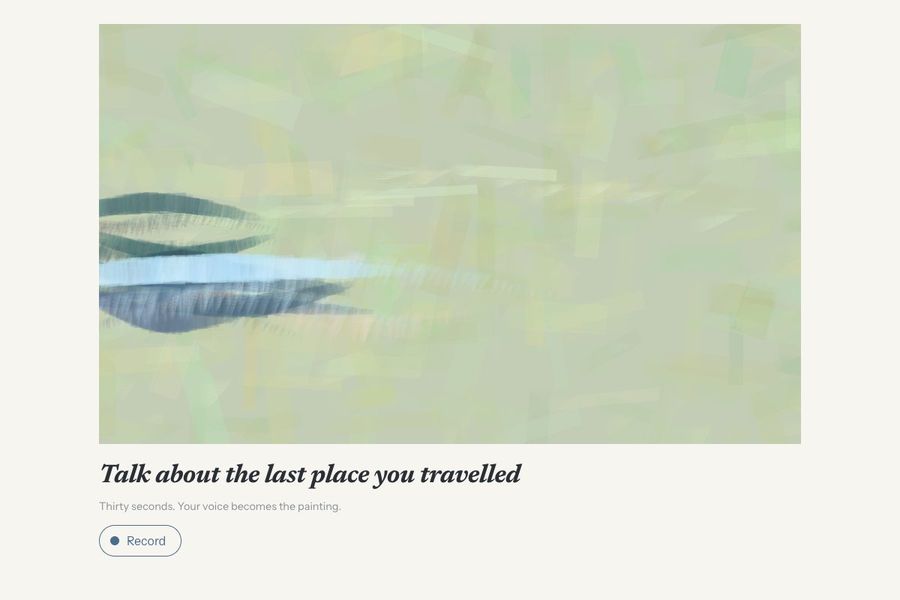 Talk about the last place you travelled
Thirty seconds. Your voice becomes the painting.
Record